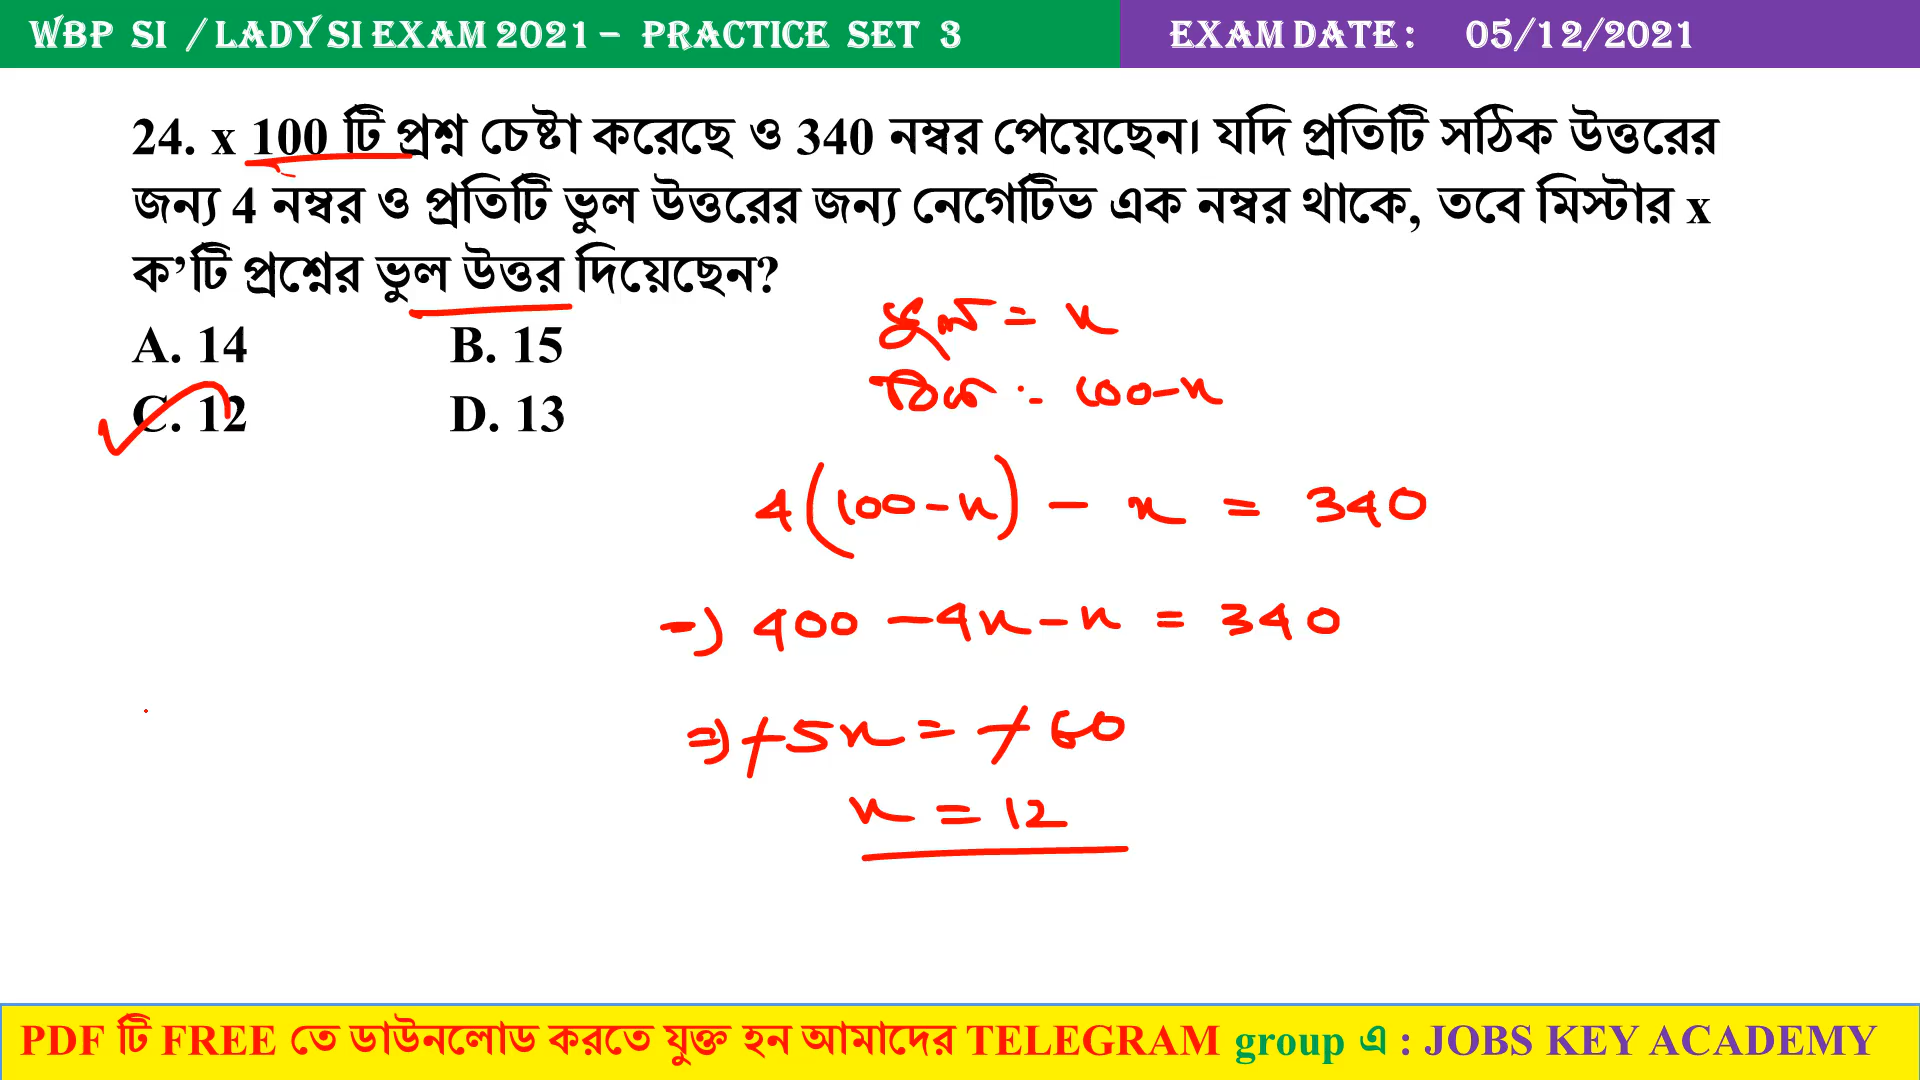 WBP SI / LADY SI EXAM 2021 – PRACTICE SET 3
EXAM DATE : 05/12/2021
24. x 100 টি প্রশ্ন চেষ্টা করেছে ও 340 নম্বর পেয়েছেন। যদি প্রতিটি সঠিক উত্তরের
জন্য 4 নম্বর ও প্রতিটি ভুল উত্তরের জন্য নেগেটিভ এক নম্বর থাকে, তবে মিস্টার x
ক’টি প্রশ্নের ভুল উত্তর দিয়েছেন?
A. 14 B. 15
C. 12 D. 13
ভুল = x
ঠিক :- 100-x
4(100-x) - x = 340
=> 400 - 4x - x = 340
=> -5x = -60
x = 12
PDF টি FREE তে ডাউনলোড করতে যুক্ত হন আমাদের TELEGRAM group এ : JOBS KEY ACADEMY